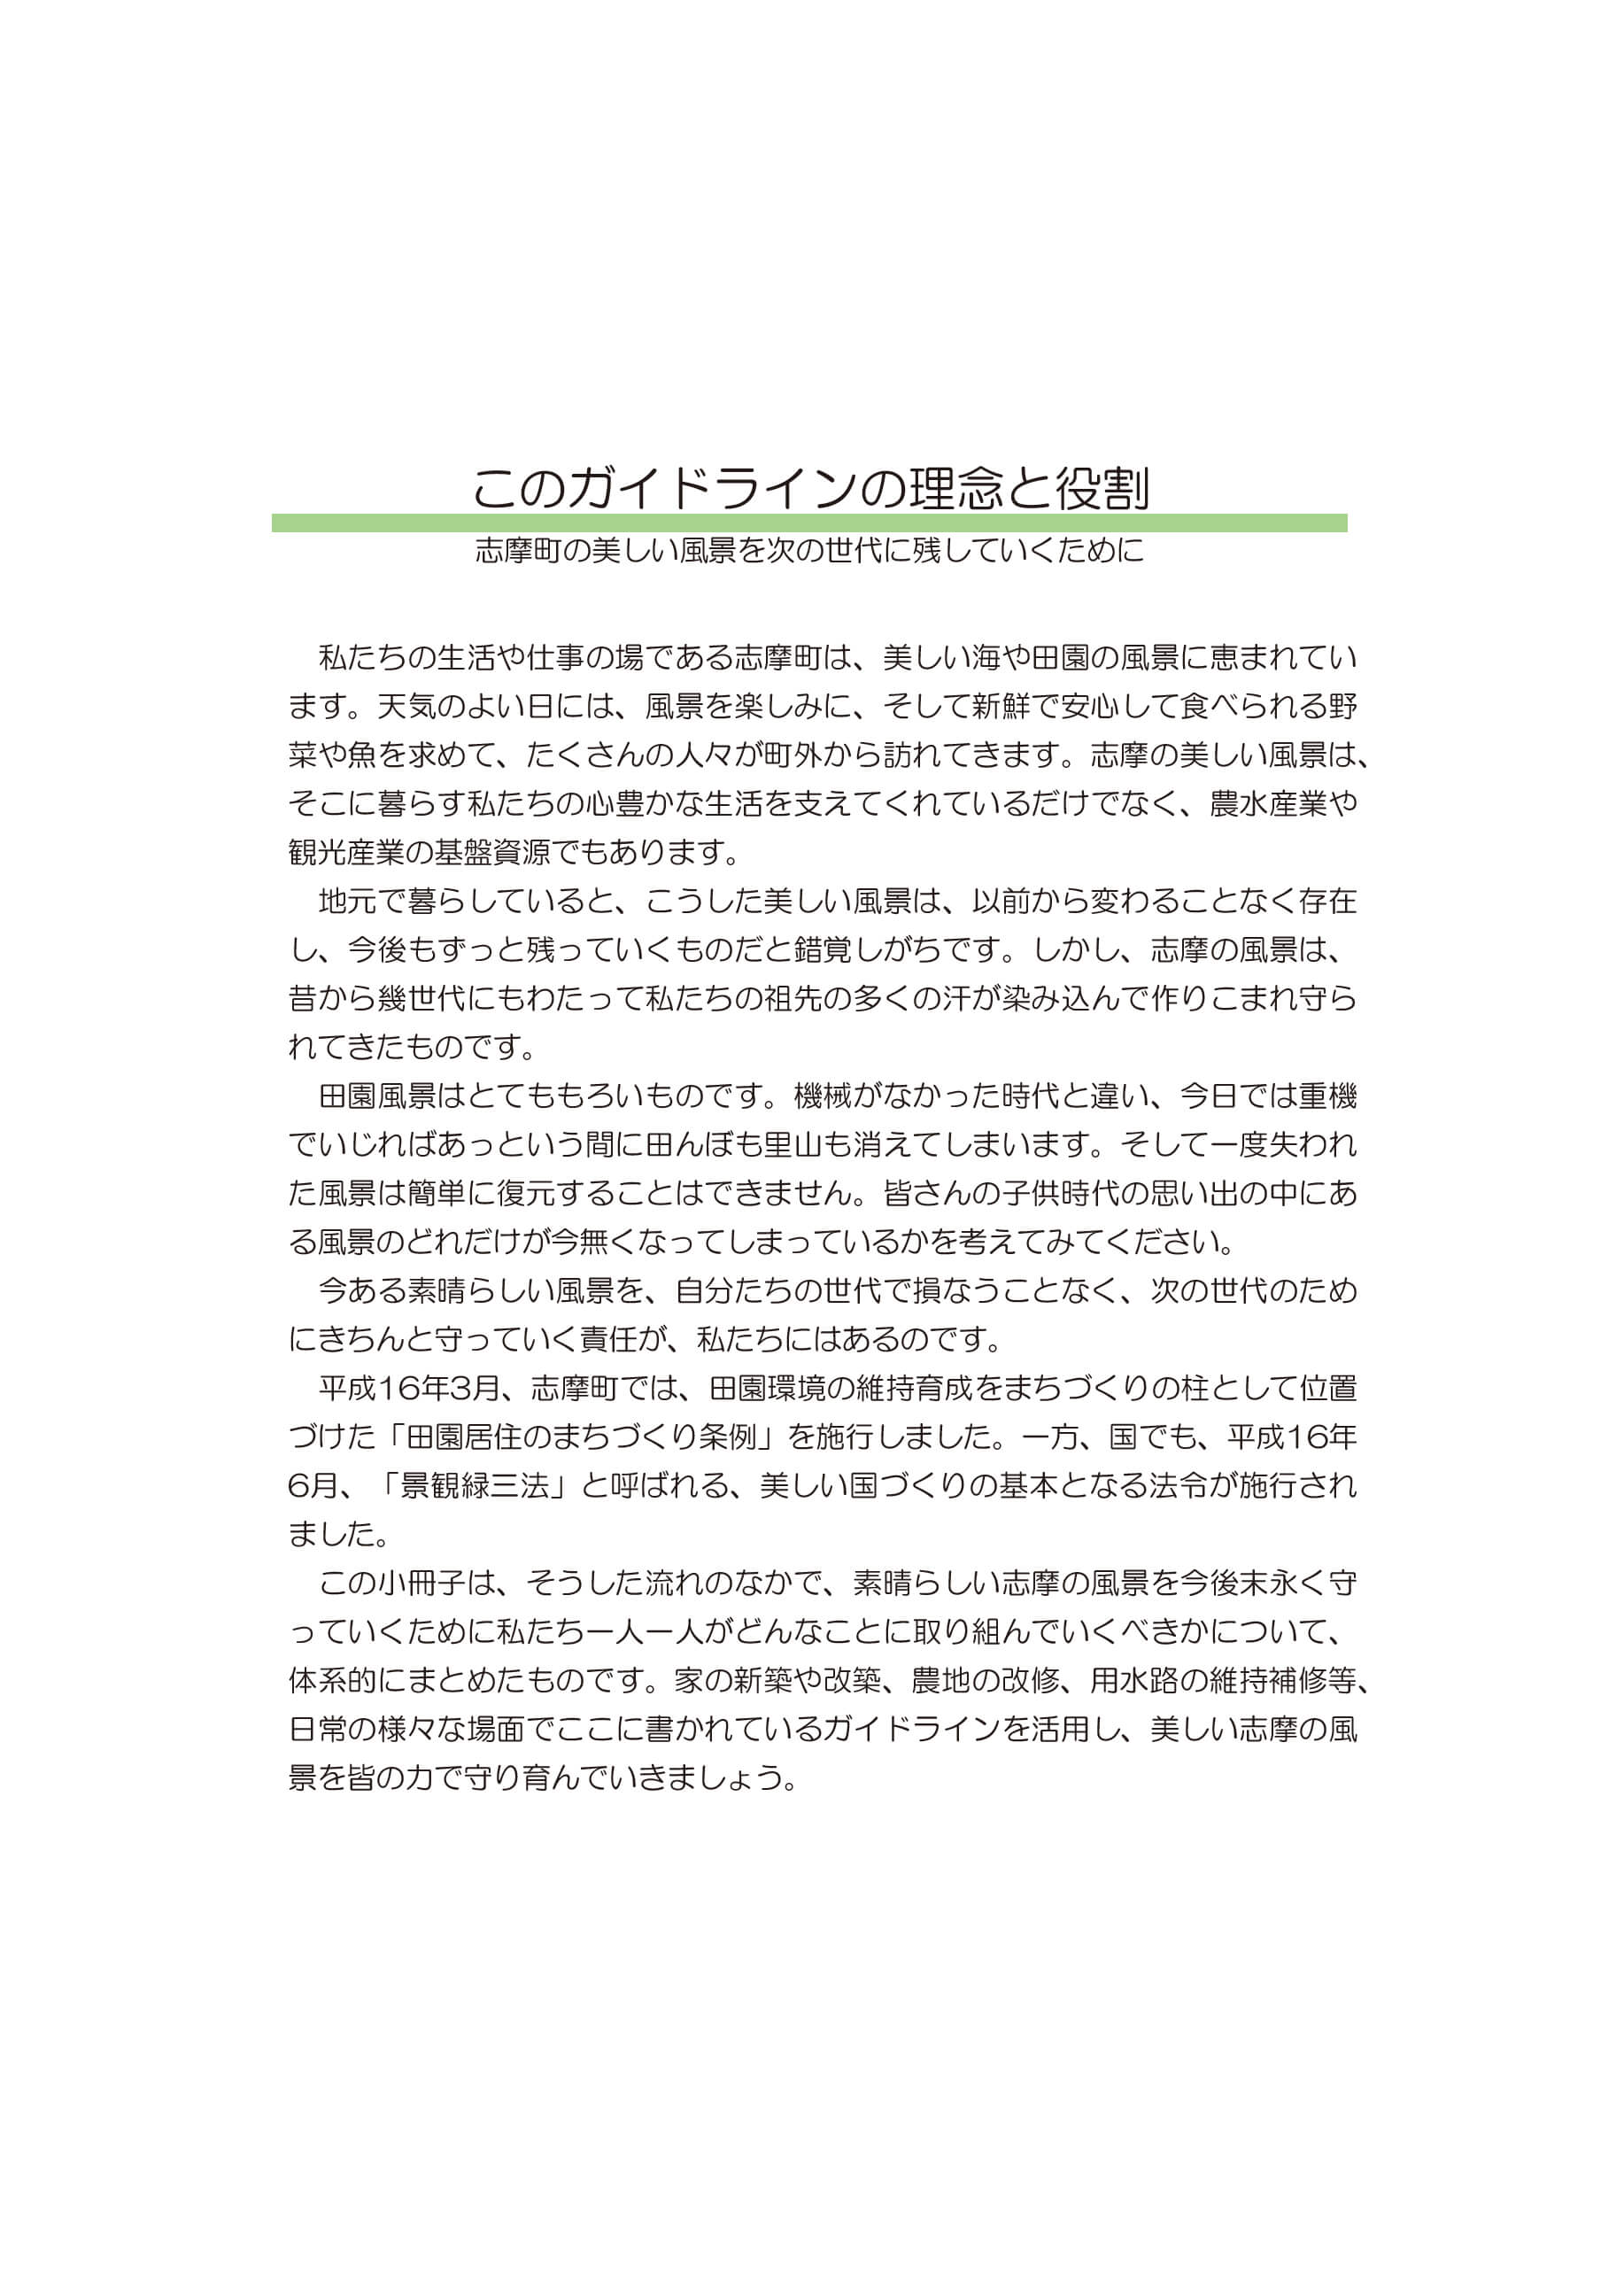 このガイドラインの理念と役割
志摩町の美しい風景を次の世代に残していくために
　私たちの生活や仕事の場である志摩町は、美しい海や田園の風景に恵まれてい
ます。天気のよい日には、風景を楽しみに、そして新鮮で安心して食べられる野
菜や魚を求めて、たくさんの人々が町外から訪れてきます。志摩の美しい風景は、
そこに暮らす私たちの心豊かな生活を支えてくれているだけでなく、農水産業や
観光産業の基盤資源でもあります。
　地元で暮らしていると、こうした美しい風景は、以前から変わることなく存在
し、今後もずっと残っていくものだと錯覚しがちです。しかし、志摩の風景は、
昔から幾世代にもわたって私たちの祖先の多くの汗が染み込んで作りこまれ守ら
れてきたものです。
　田園風景はとてももろいものです。機械がなかった時代と違い、今日では重機
でいじればあっという間に田んぼも里山も消えてしまいます。そして一度失われ
た風景は簡単に復元することはできません。皆さんの子供時代の思い出の中にあ
る風景のどれだけが今無くなってしまっているかを考えてみてください。
　今ある素晴らしい風景を、自分たちの世代で損なうことなく、次の世代のため
にきちんと守っていく責任が、私たちにはあるのです。
　平成16年3月、志摩町では、田園環境の維持育成をまちづくりの柱として位置
づけた「田園居住のまちづくり条例」を施行しました。一方、国でも、平成16年
6月、「景観緑三法」と呼ばれる、美しい国づくりの基本となる法令が施行され
ました。
　この小冊子は、そうした流れのなかで、素晴らしい志摩の風景を今後末永く守
っていくために私たち一人一人がどんなことに取り組んでいくべきかについて、
体系的にまとめたものです。家の新築や改築、農地の改修、用水路の維持補修等、
日常の様々な場面でここに書かれているガイドラインを活用し、美しい志摩の風
景を皆の力で守り育んでいきましょう。